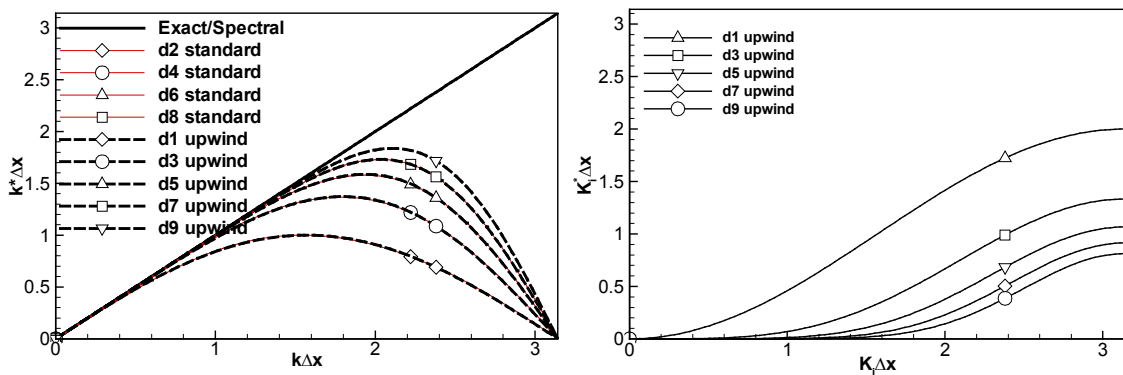 3
2.5
2
1.5
1
0.5
0
k*Δx
Exact/Spectral
d2 standard
d4 standard
d6 standard
d8 standard
d1 upwind
d3 upwind
d5 upwind
d7 upwind
d9 upwind
0
1
2
3
kΔx
3
2.5
2
1.5
1
0.5
0
K*iΔx
d1 upwind
d3 upwind
d5 upwind
d7 upwind
d9 upwind
0
1
2
3
KiΔx